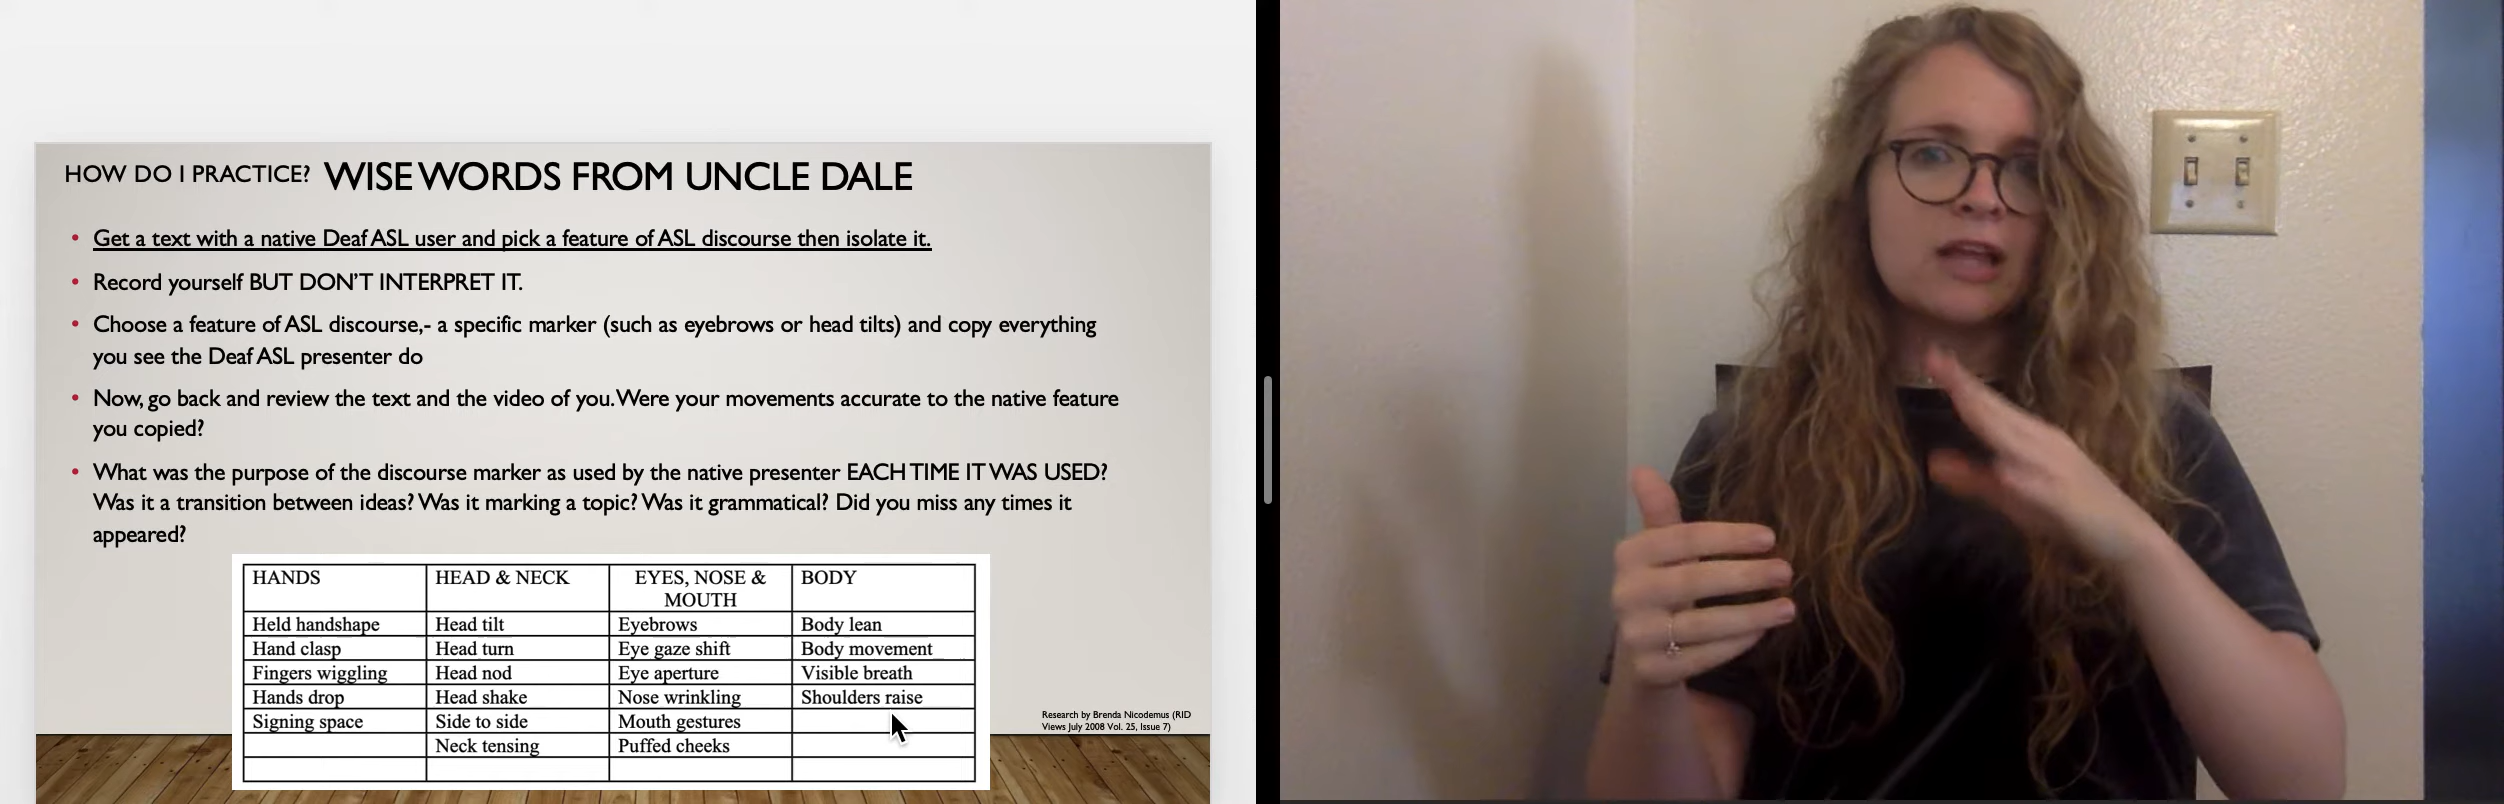 HOW DO I PRACTICE? WISE WORDS FROM UNCLE DALE
• Get a text with a native Deaf ASL user and pick a feature of ASL discourse then isolate it.
• Record yourself BUT DON'T INTERPRET IT.
• Choose a feature of ASL discourse,- a specific marker (such as eyebrows or head tilts) and copy everything
you see the Deaf ASL presenter do
• Now, go back and review the text and the video of you. Were your movements accurate to the native feature
you copied?
• What was the purpose of the discourse marker as used by the native presenter EACH TIME IT WAS USED?
Was it a transition between ideas? Was it marking a topic? Was it grammatical? Did you miss any times it
appeared?
HANDS HEAD & NECK EYES, NOSE & BODY
MOUTH
Held handshape Head tilt Eyebrows Body lean
Hand clasp Head turn Eye gaze shift Body movement
Fingers wiggling Head nod Eye aperture Visible breath
Hands drop Head shake Nose wrinkling Shoulders raise
Signing space Side to side Mouth gestures
Neck tensing Puffed cheeks
Research by Brenda Nicodemus (RID
Views July 2008 Vol. 25, Issue 7)